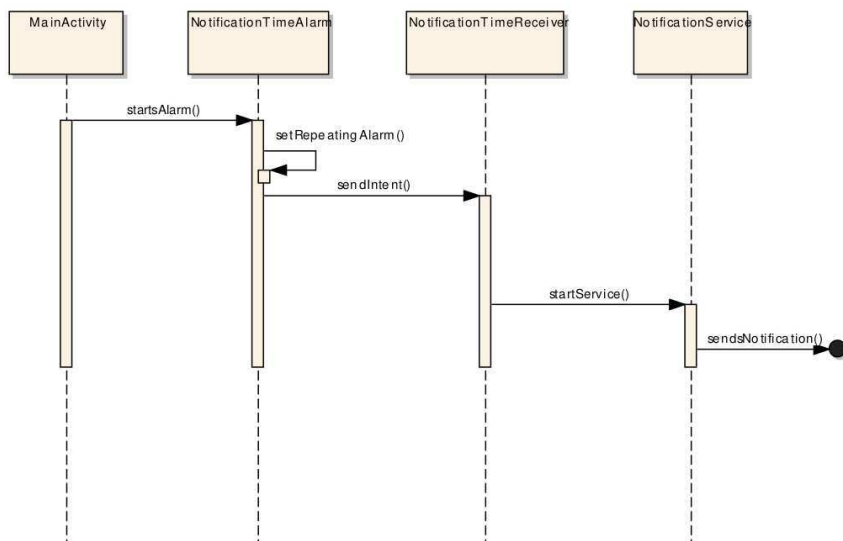 MainActivity
NotificationTimeAlarm
NotificationTimeReceiver
NotificationService
startsAlarm()
setRepeatingAlarm()
sendIntent()
startService()
sendsNotification()